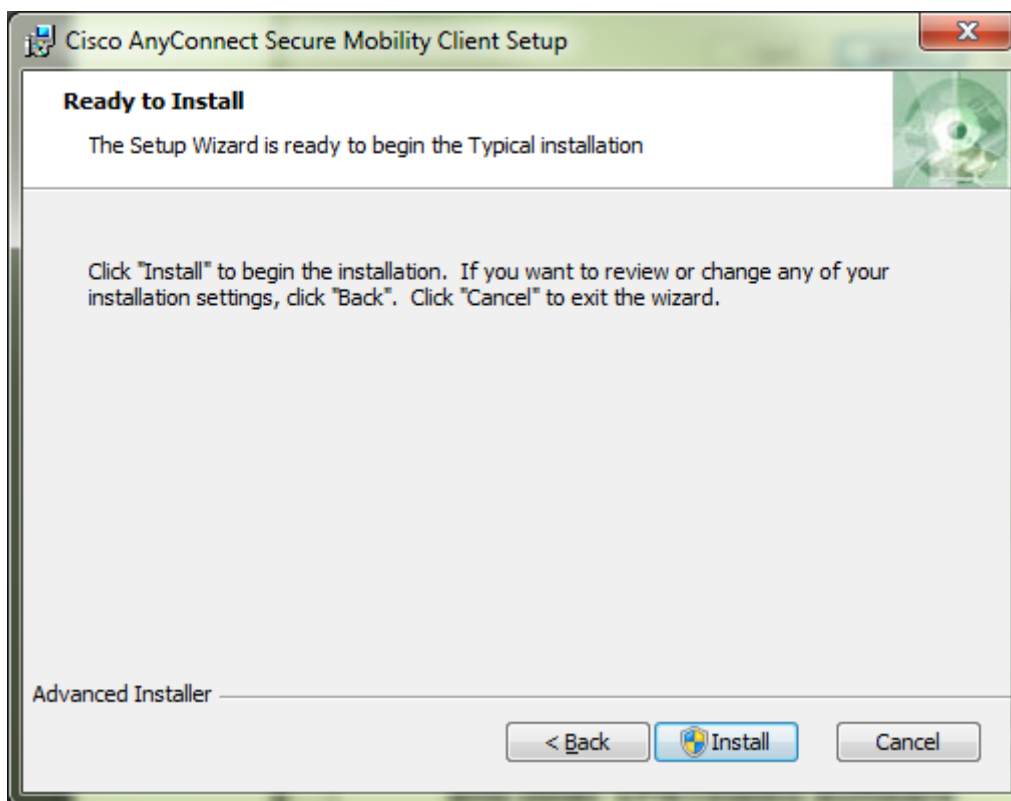 Cisco AnyConnect Secure Mobility Client Setup
Ready to Install
The Setup Wizard is ready to begin the Typical installation
Click "Install" to begin the installation.  If you want to review or change any of your
installation settings, click "Back".  Click "Cancel" to exit the wizard.
Advanced Installer
< Back
Install
Cancel